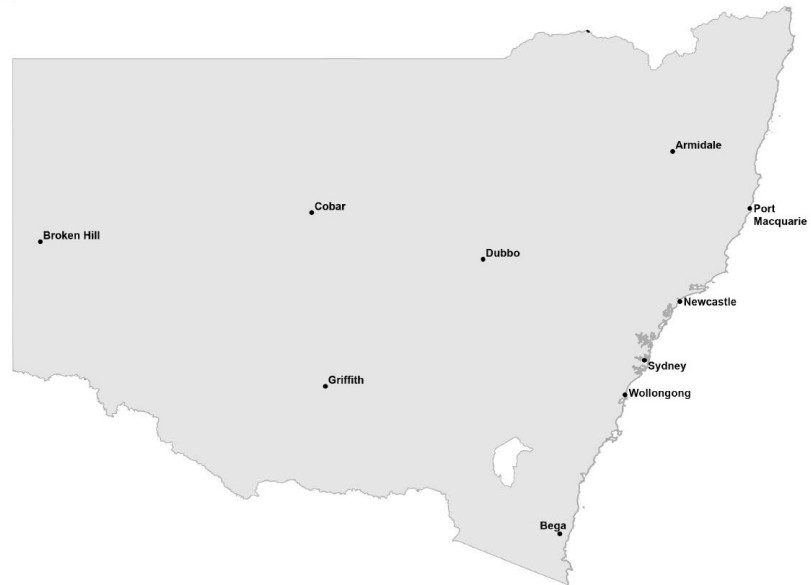 Armidale
Cobar
Port
Macquarie
Broken Hill
Dubbo
Newcastle
Sydney
Griffith
Wollongong
Bega